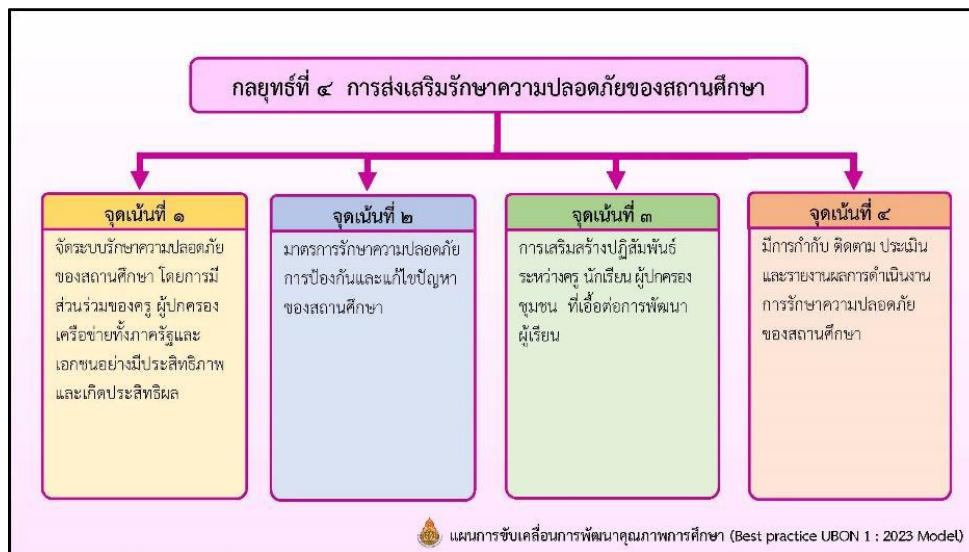 กลยุทธ์ที่ ๔ การส่งเสริมรักษาความปลอดภัยของสถานศึกษา
จุดเน้นที่ ๑
จัดระบบรักษาความปลอดภัย
ของสถานศึกษา โดยการมี
ส่วนร่วมของครู ผู้ปกครอง
เครือข่ายทั้งภาครัฐและ
เอกชนอย่างมีประสิทธิภาพ
และเกิดประสิทธิผล
จุดเน้นที่ ๒
มาตรการรักษาความปลอดภัย
การป้องกันและแก้ไขปัญหา
ของสถานศึกษา
จุดเน้นที่ ๓
การเสริมสร้างปฏิสัมพันธ์
ระหว่างครู นักเรียน ผู้ปกครอง
ชุมชน ที่เอื้อต่อการพัฒนา
ผู้เรียน
จุดเน้นที่ ๔
มีการกำกับ ติดตาม ประเมิน
และรายงานผลการดำเนินงาน
การรักษาความปลอดภัย
ของสถานศึกษา
แผนการขับเคลื่อนการพัฒนาคุณภาพการศึกษา (Best practice UBON 1 : 2023 Model)